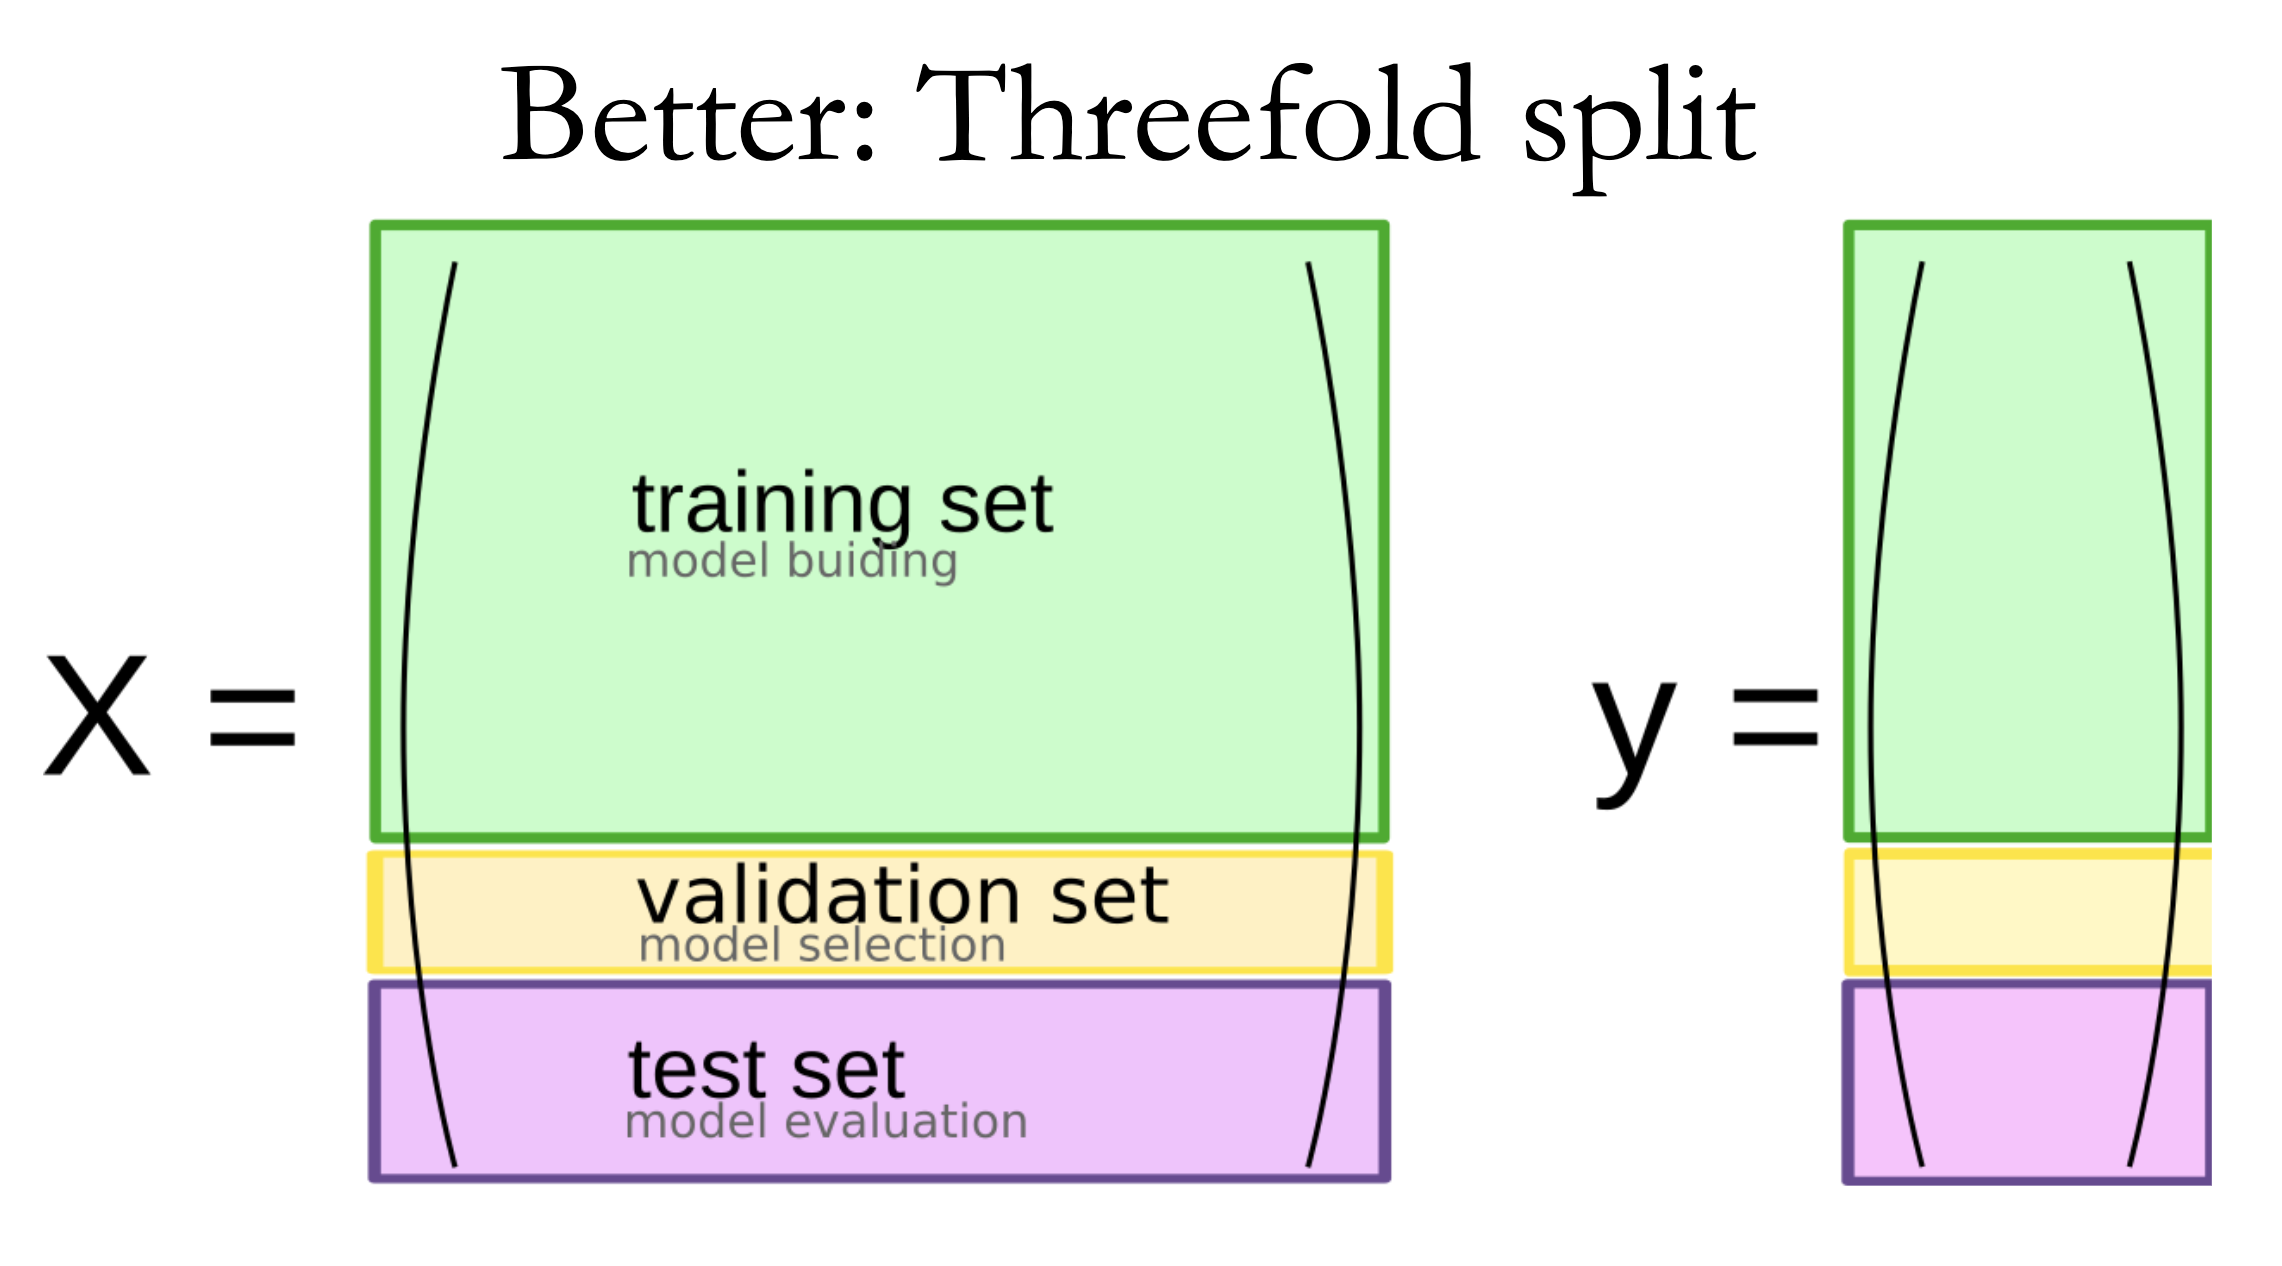 Better: Threefold split
training set
model buiding
X =
y =
validation set
model selection
test set
model evaluation